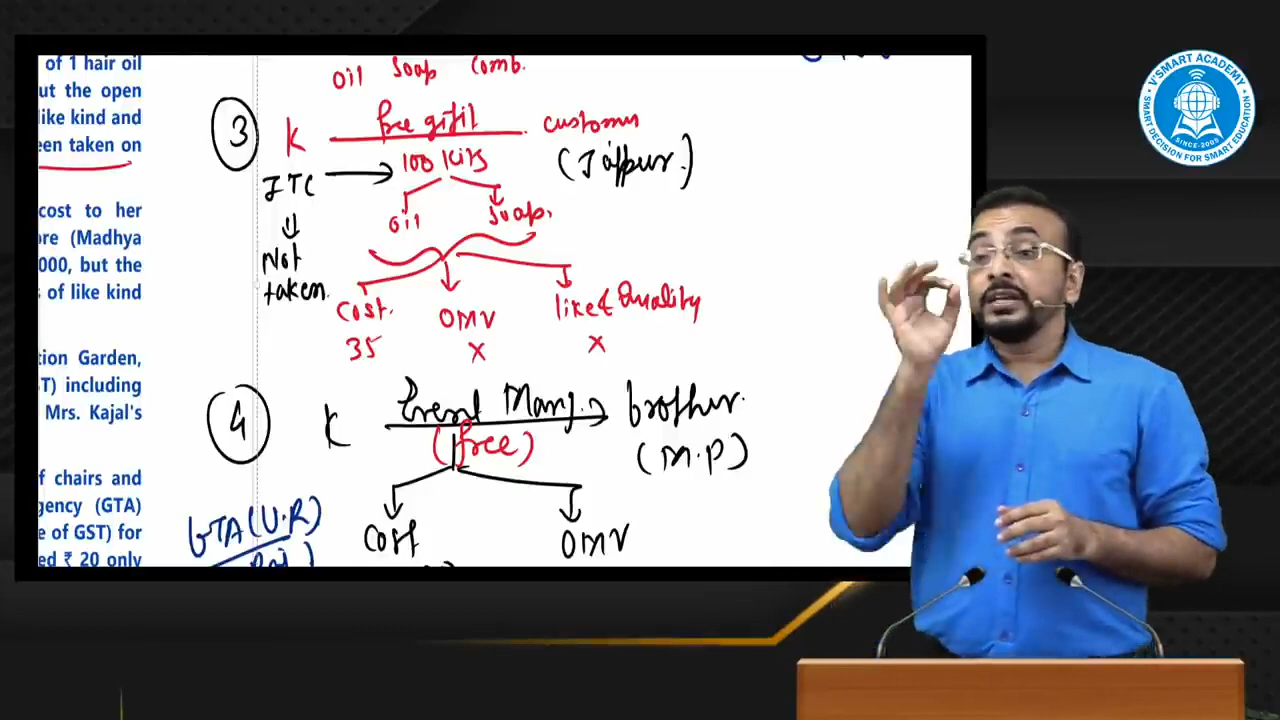 of 1 hair oil
ut the open
like kind and
een taken on
cost to her
ore (Madhya
000, but the
of like kind
tion Garden,
ST) including
Mrs. Kajal's
f chairs and
gency (GTA)
e of GST) for
ed ₹ 20 only
Oil Soap Comb.
3 K free gift customer
100 Kits (Jaipur)
ITC
oil Soap.
Not
taken.
Cost. OMV like & Quality
35 X X
4 K Event Mang. brother.
(free) (M.P)
GTA (U.R)
Cost OMV
V'SMART ACADEMY
SINCE-2005
SMART DECISION FOR SMART EDUCATION